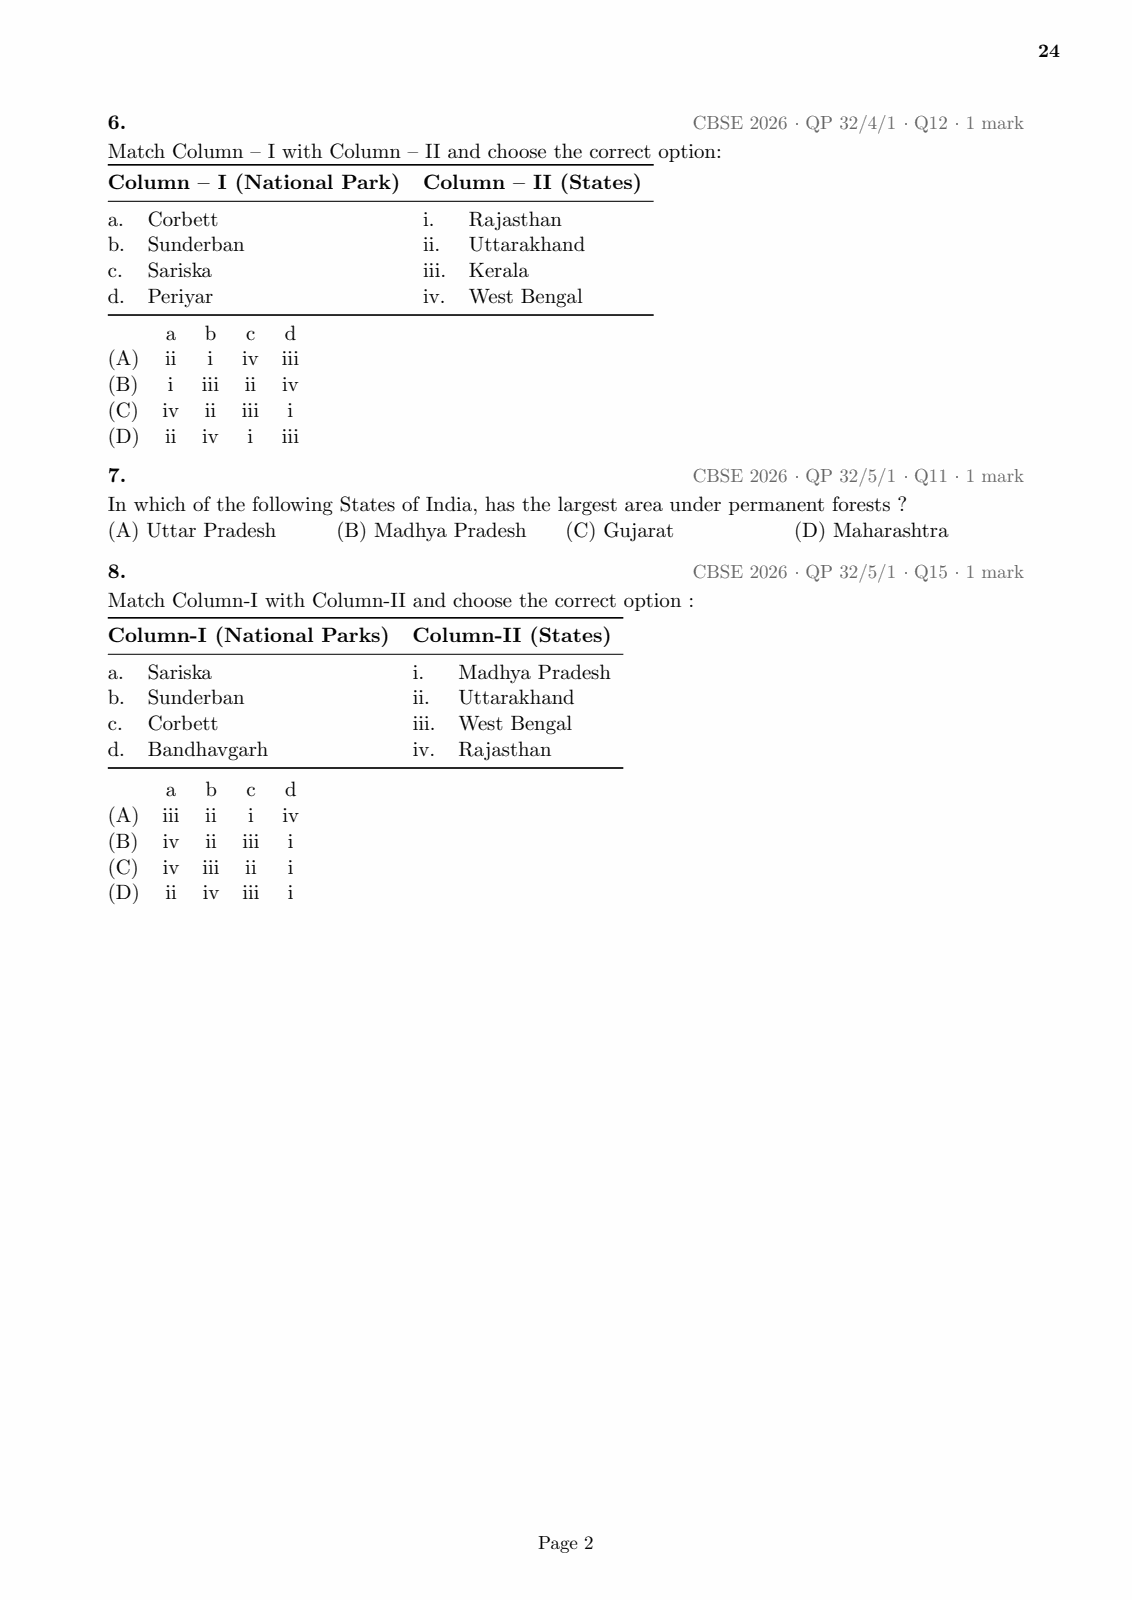 24
6. CBSE 2026 · QP 32/4/1 · Q12 · 1 mark
Match Column – I with Column – II and choose the correct option:
Column – I (National Park) Column – II (States)
a. Corbett i. Rajasthan
b. Sunderban ii. Uttarakhand
c. Sariska iii. Kerala
d. Periyar iv. West Bengal
a b c d
(A) ii i iv iii
(B) i iii ii iv
(C) iv ii iii i
(D) ii iv i iii
7. CBSE 2026 · QP 32/5/1 · Q11 · 1 mark
In which of the following States of India, has the largest area under permanent forests ?
(A) Uttar Pradesh (B) Madhya Pradesh (C) Gujarat (D) Maharashtra
8. CBSE 2026 · QP 32/5/1 · Q15 · 1 mark
Match Column-I with Column-II and choose the correct option :
Column-I (National Parks) Column-II (States)
a. Sariska i. Madhya Pradesh
b. Sunderban ii. Uttarakhand
c. Corbett iii. West Bengal
d. Bandhavgarh iv. Rajasthan
a b c d
(A) iii ii i iv
(B) iv ii iii i
(C) iv iii ii i
(D) ii iv iii i
Page 2